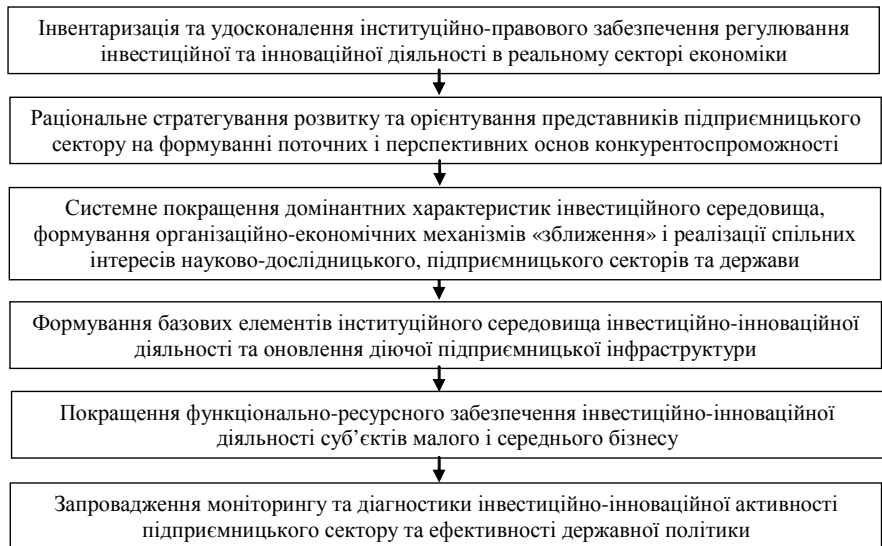 Інвентаризація та удосконалення інституційно-правового забезпечення регулювання
інвестиційної та інноваційної діяльності в реальному секторі економіки
Раціональне стратегування розвитку та орієнтування представників підприємницького
сектору на формуванні поточних і перспективних основ конкурентоспроможності
Системне покращення домінантних характеристик інвестиційного середовища,
формування організаційно-економічних механізмів «зближення» і реалізації спільних
інтересів науково-дослідницького, підприємницького секторів та держави
Формування базових елементів інституційного середовища інвестиційно-інноваційної
діяльності та оновлення діючої підприємницької інфраструктури
Покращення функціонально-ресурсного забезпечення інвестиційно-інноваційної
діяльності суб’єктів малого і середнього бізнесу
Запровадження моніторингу та діагностики інвестиційно-інноваційної активності
підприємницького сектору та ефективності державної політики